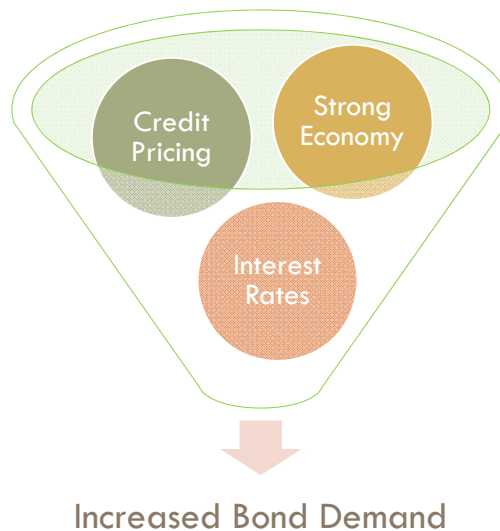 Credit
Pricing
Strong
Economy
Interest
Rates
Increased Bond Demand